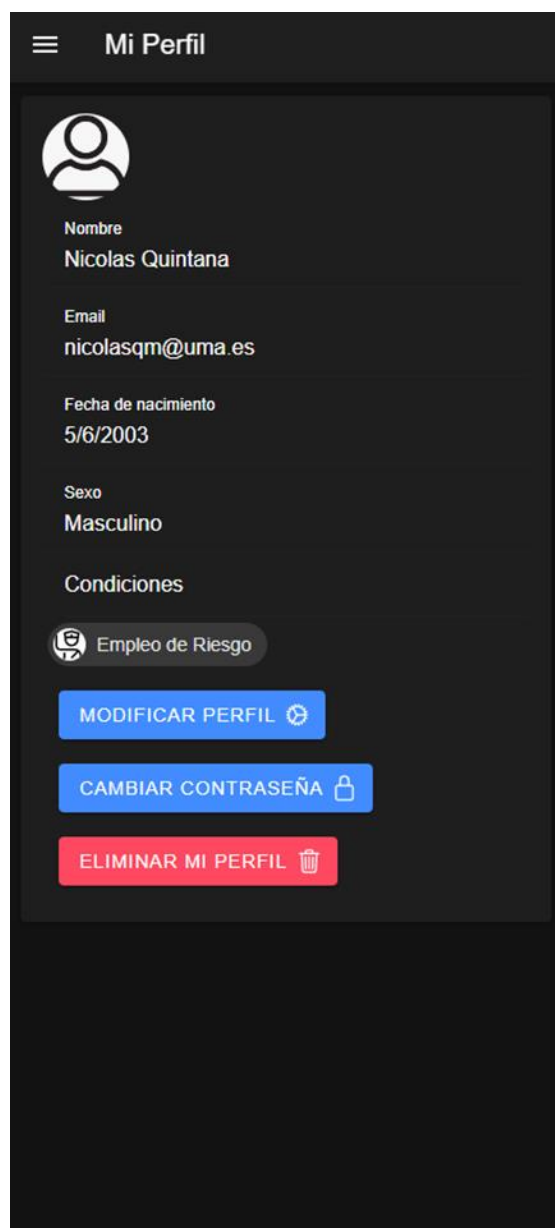 Mi Perfil
Nombre
Nicolas Quintana
Email
nicolasqm@uma.es
Fecha de nacimiento
5/6/2003
Sexo
Masculino
Condiciones
Empleo de Riesgo
MODIFICAR PERFIL
CAMBIAR CONTRASEÑA
ELIMINAR MI PERFIL